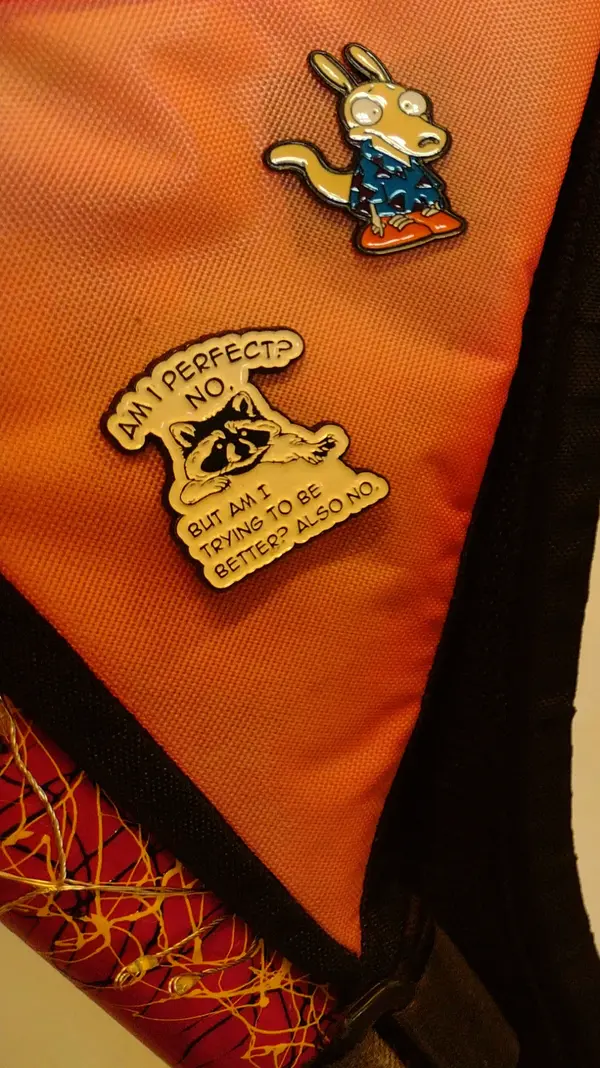 AM I PERFECT?
NO.
BUT AM I
TRYING TO BE
BETTER? ALSO NO.